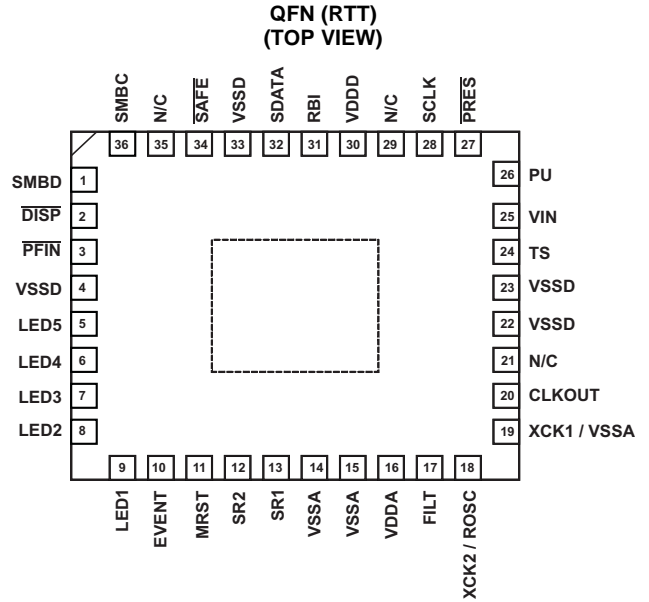 QFN (RTT)
(TOP VIEW)
SMBC
N/C
SAFE
VSSD
SDATA
RBI
VDDD
N/C
SCLK
PRES
36 35 34 33 32 31 30 29 28 27
SMBD 1
DISP 2
PFIN 3
VSSD 4
LED5 5
LED4 6
LED3 7
LED2 8
26 PU
25 VIN
24 TS
23 VSSD
22 VSSD
21 N/C
20 CLKOUT
19 XCK1 / VSSA
9 10 11 12 13 14 15 16 17 18
LED1
EVENT
MRST
SR2
SR1
VSSA
VSSA
VDDA
FILT
XCK2 / ROSC